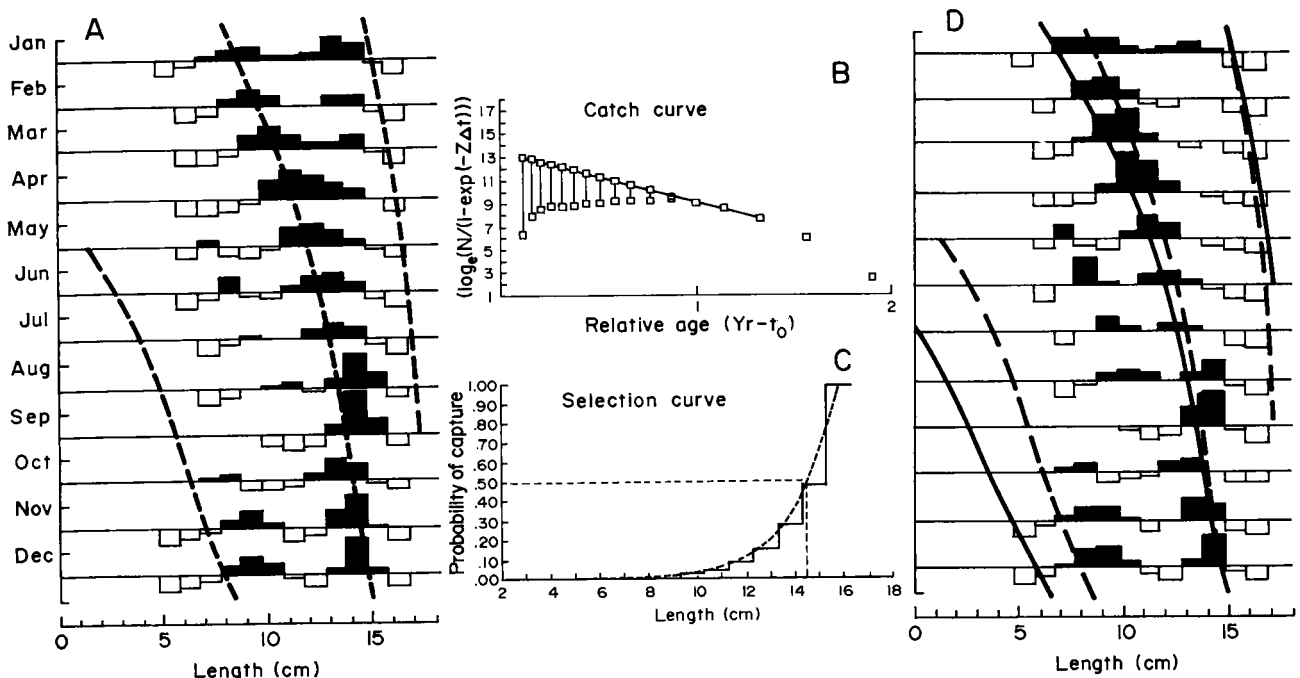 A
Jan
Feb
Mar
Apr
May
Jun
Jul
Aug
Sep
Oct
Nov
Dec
0 5 10 15
Length (cm)
B
Catch curve
(logₑ(N/(1-exp(-ZΔt)))
17
15
13
11
9
7
5
3
1
1 2
Relative age (Yr-t₀)
C
Selection curve
Probability of capture
1.00
.90
.80
.70
.60
.50
.40
.30
.20
.10
.00
2 4 6 8 10 12 14 16 18
Length (cm)
D
0 5 10 15
Length (cm)